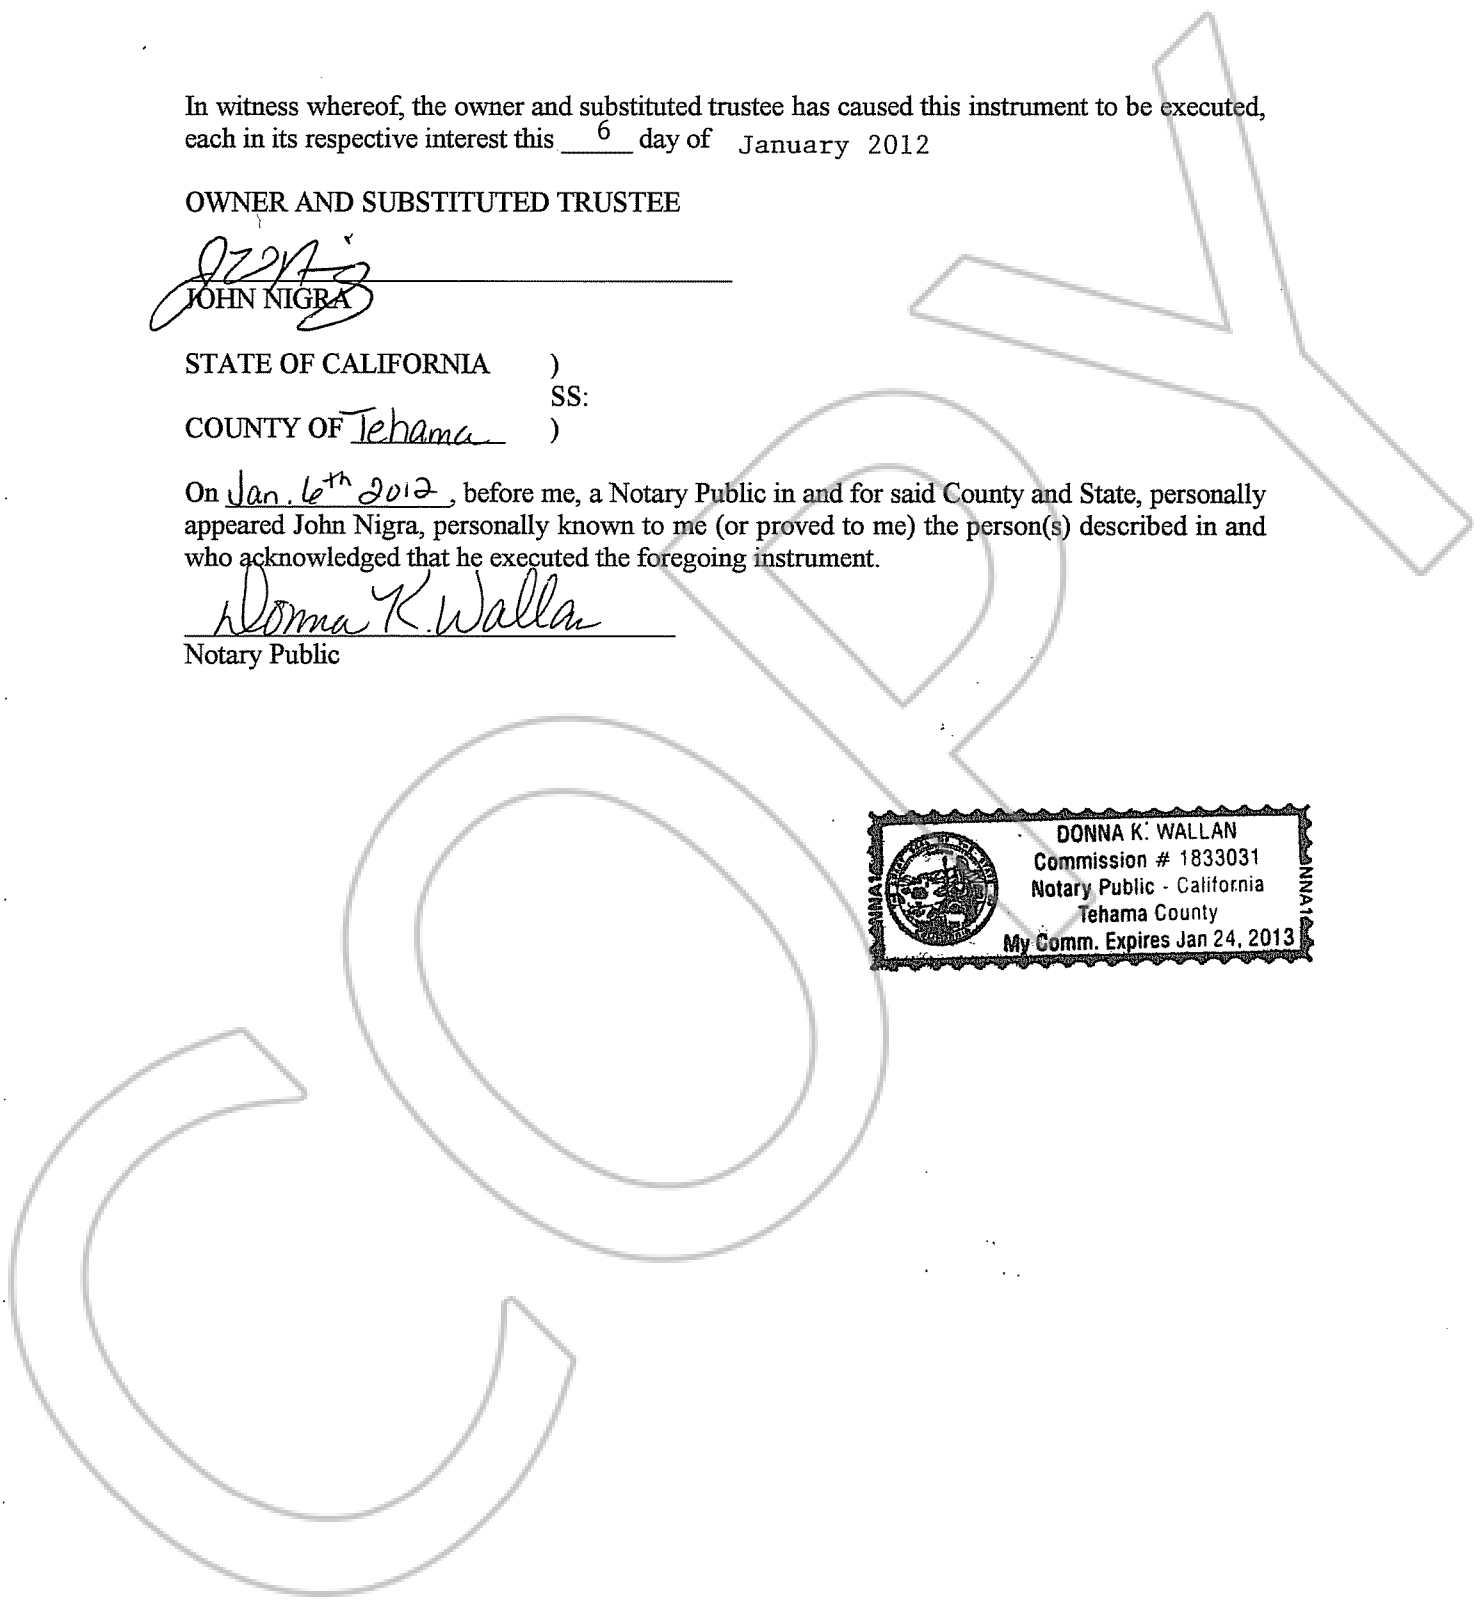 In witness whereof, the owner and substituted trustee has caused this instrument to be executed,
each in its respective interest this 6 day of January 2012
OWNER AND SUBSTITUTED TRUSTEE
JOHN NIGRA
STATE OF CALIFORNIA )
SS:
COUNTY OF Tehama )
On Jan. 6th 2012, before me, a Notary Public in and for said County and State, personally
appeared John Nigra, personally known to me (or proved to me) the person(s) described in and
who acknowledged that he executed the foregoing instrument.
Donna K. Wallan
Notary Public
DONNA K. WALLAN
Commission # 1833031
Notary Public - California
Tehama County
My Comm. Expires Jan 24, 2013
NNA1
NNA1
COPY